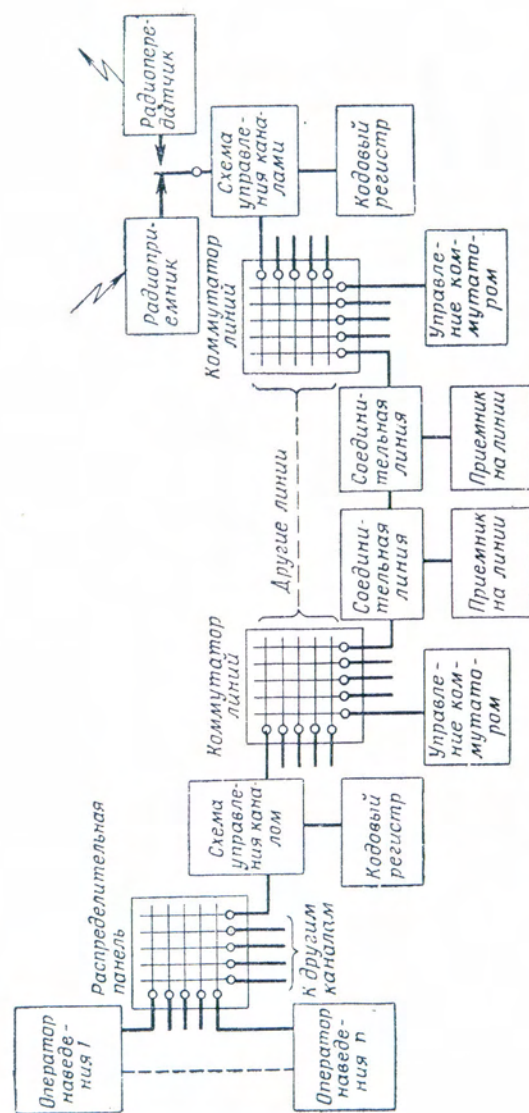 Оператор
наведе-
ния 1
Оператор
наведе-
ния n
Распределительная
панель
К другим
каналам
Схема
управле-
ния кана-
лом
Кодовый
регистр
Коммутатор
линий
Управле-
ние ком-
мутато-
ром
Другие линии
Соедини-
тельная
линия
Приемник
на линии
Соедини-
тельная
линия
Приемник
на линии
Коммутатор
линий
Управле-
ние ком-
мутато-
ром
Схема
управле-
ния кана-
лами
Кодовый
регистр
Радиопри-
емник
Радиопере-
датчик